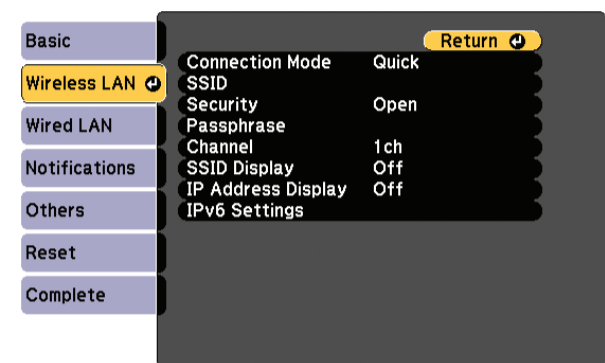 Basic
Wireless LAN
Wired LAN
Notifications
Others
Reset
Complete
Return
Connection Mode Quick
SSID
Security Open
Passphrase
Channel 1ch
SSID Display Off
IP Address Display Off
IPv6 Settings